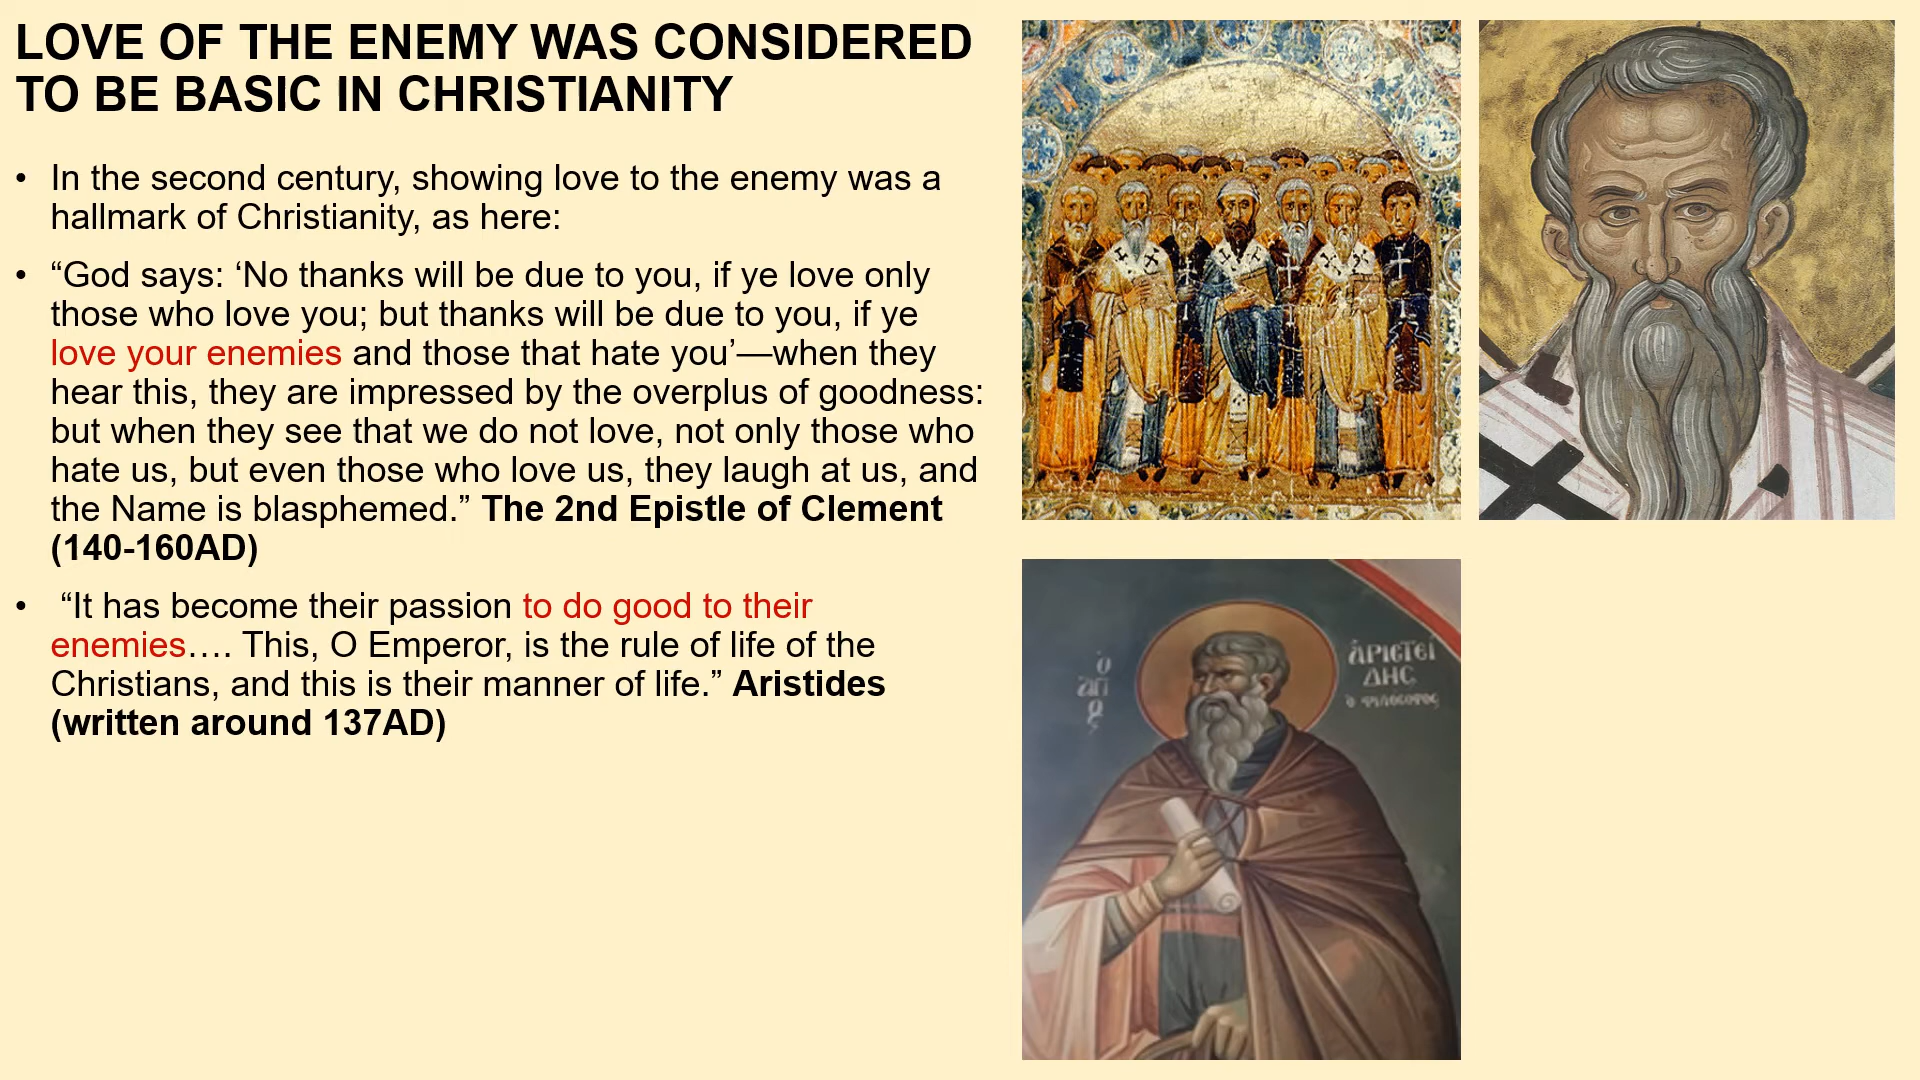 LOVE OF THE ENEMY WAS CONSIDERED
TO BE BASIC IN CHRISTIANITY
• In the second century, showing love to the enemy was a
hallmark of Christianity, as here:
• “God says: ‘No thanks will be due to you, if ye love only
those who love you; but thanks will be due to you, if ye
love your enemies and those that hate you’—when they
hear this, they are impressed by the overplus of goodness:
but when they see that we do not love, not only those who
hate us, but even those who love us, they laugh at us, and
the Name is blasphemed.” The 2nd Epistle of Clement
(140-160AD)
• “It has become their passion to do good to their
enemies…. This, O Emperor, is the rule of life of the
Christians, and this is their manner of life.” Aristides
(written around 137AD)
ἈΡΙϹΤΕΊ
ΔΗϹ